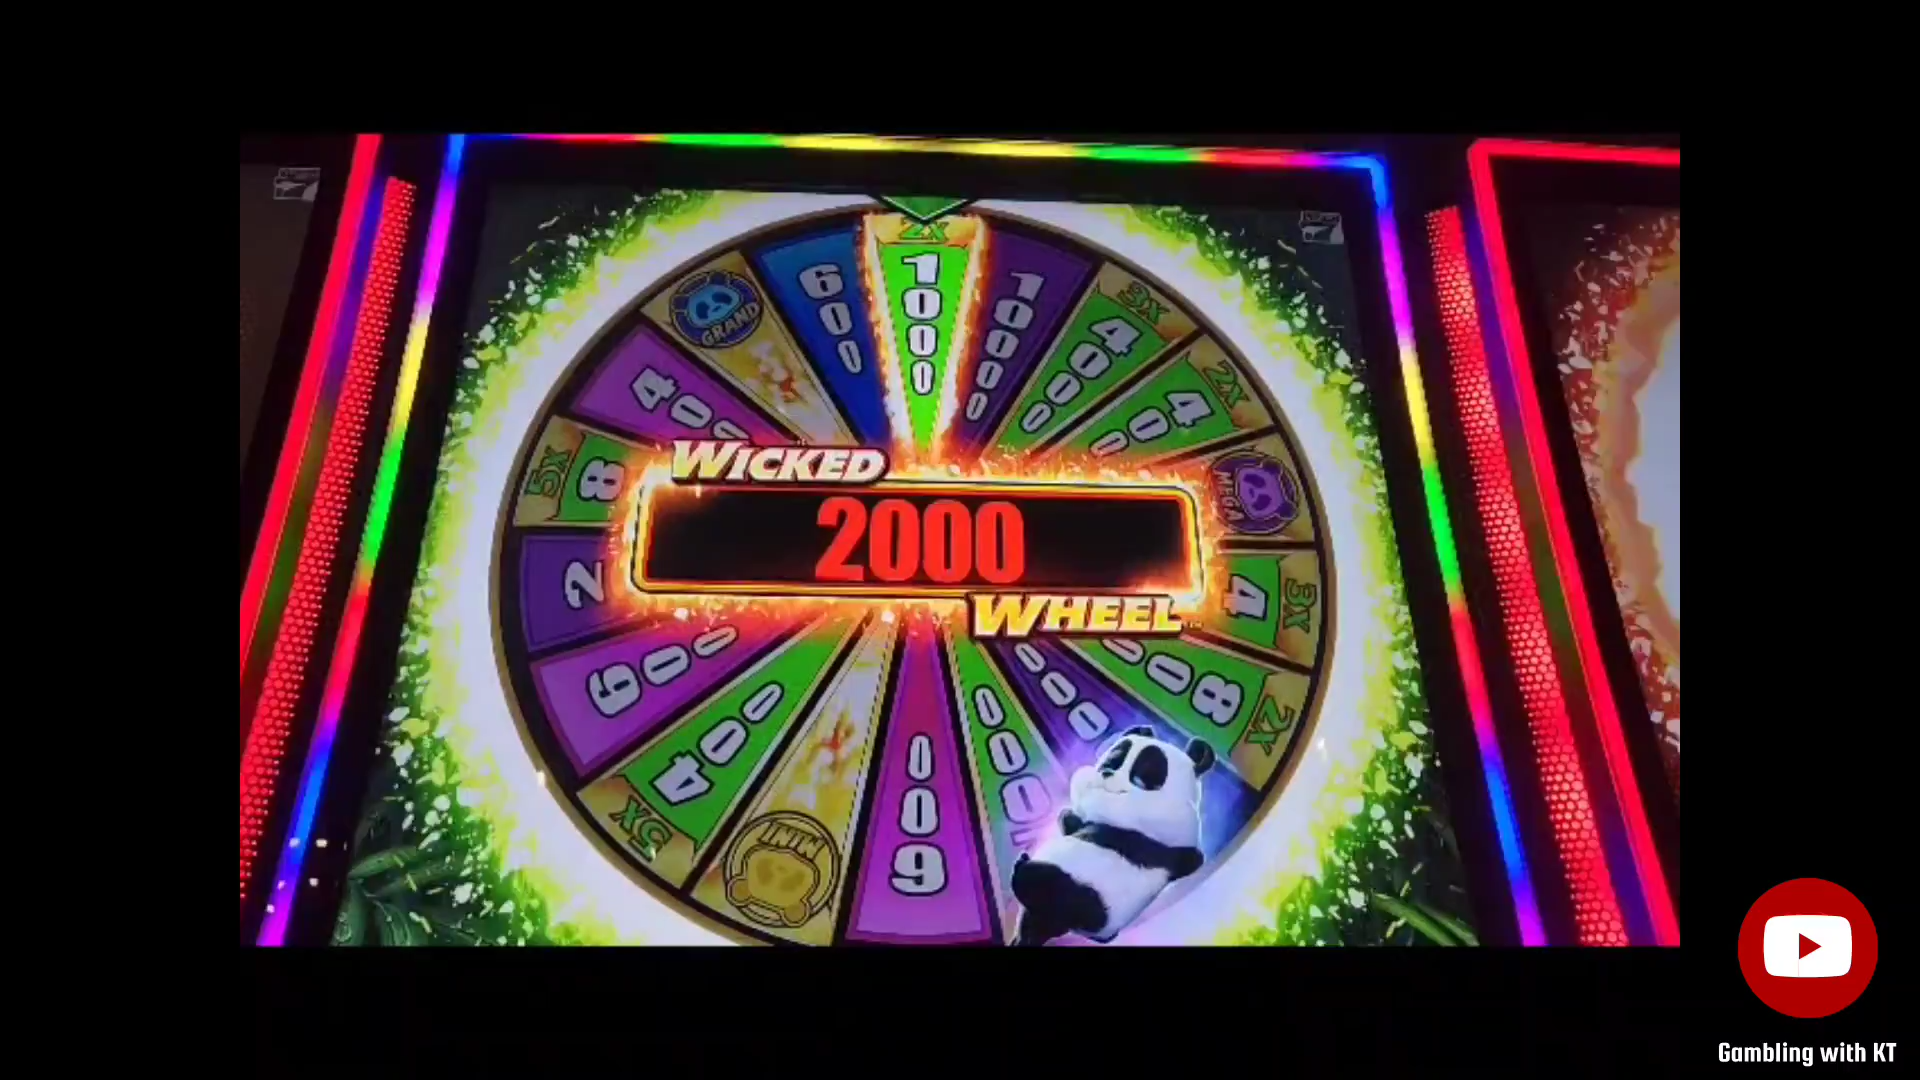 2X
1000
600
1000
GRAND
3X
4000
2X
400
400
MEGA
5X
8
WICKED
2000
WHEEL
2
3X
4
600
800
2X
400
5X
MINI
600
Gambling with KT